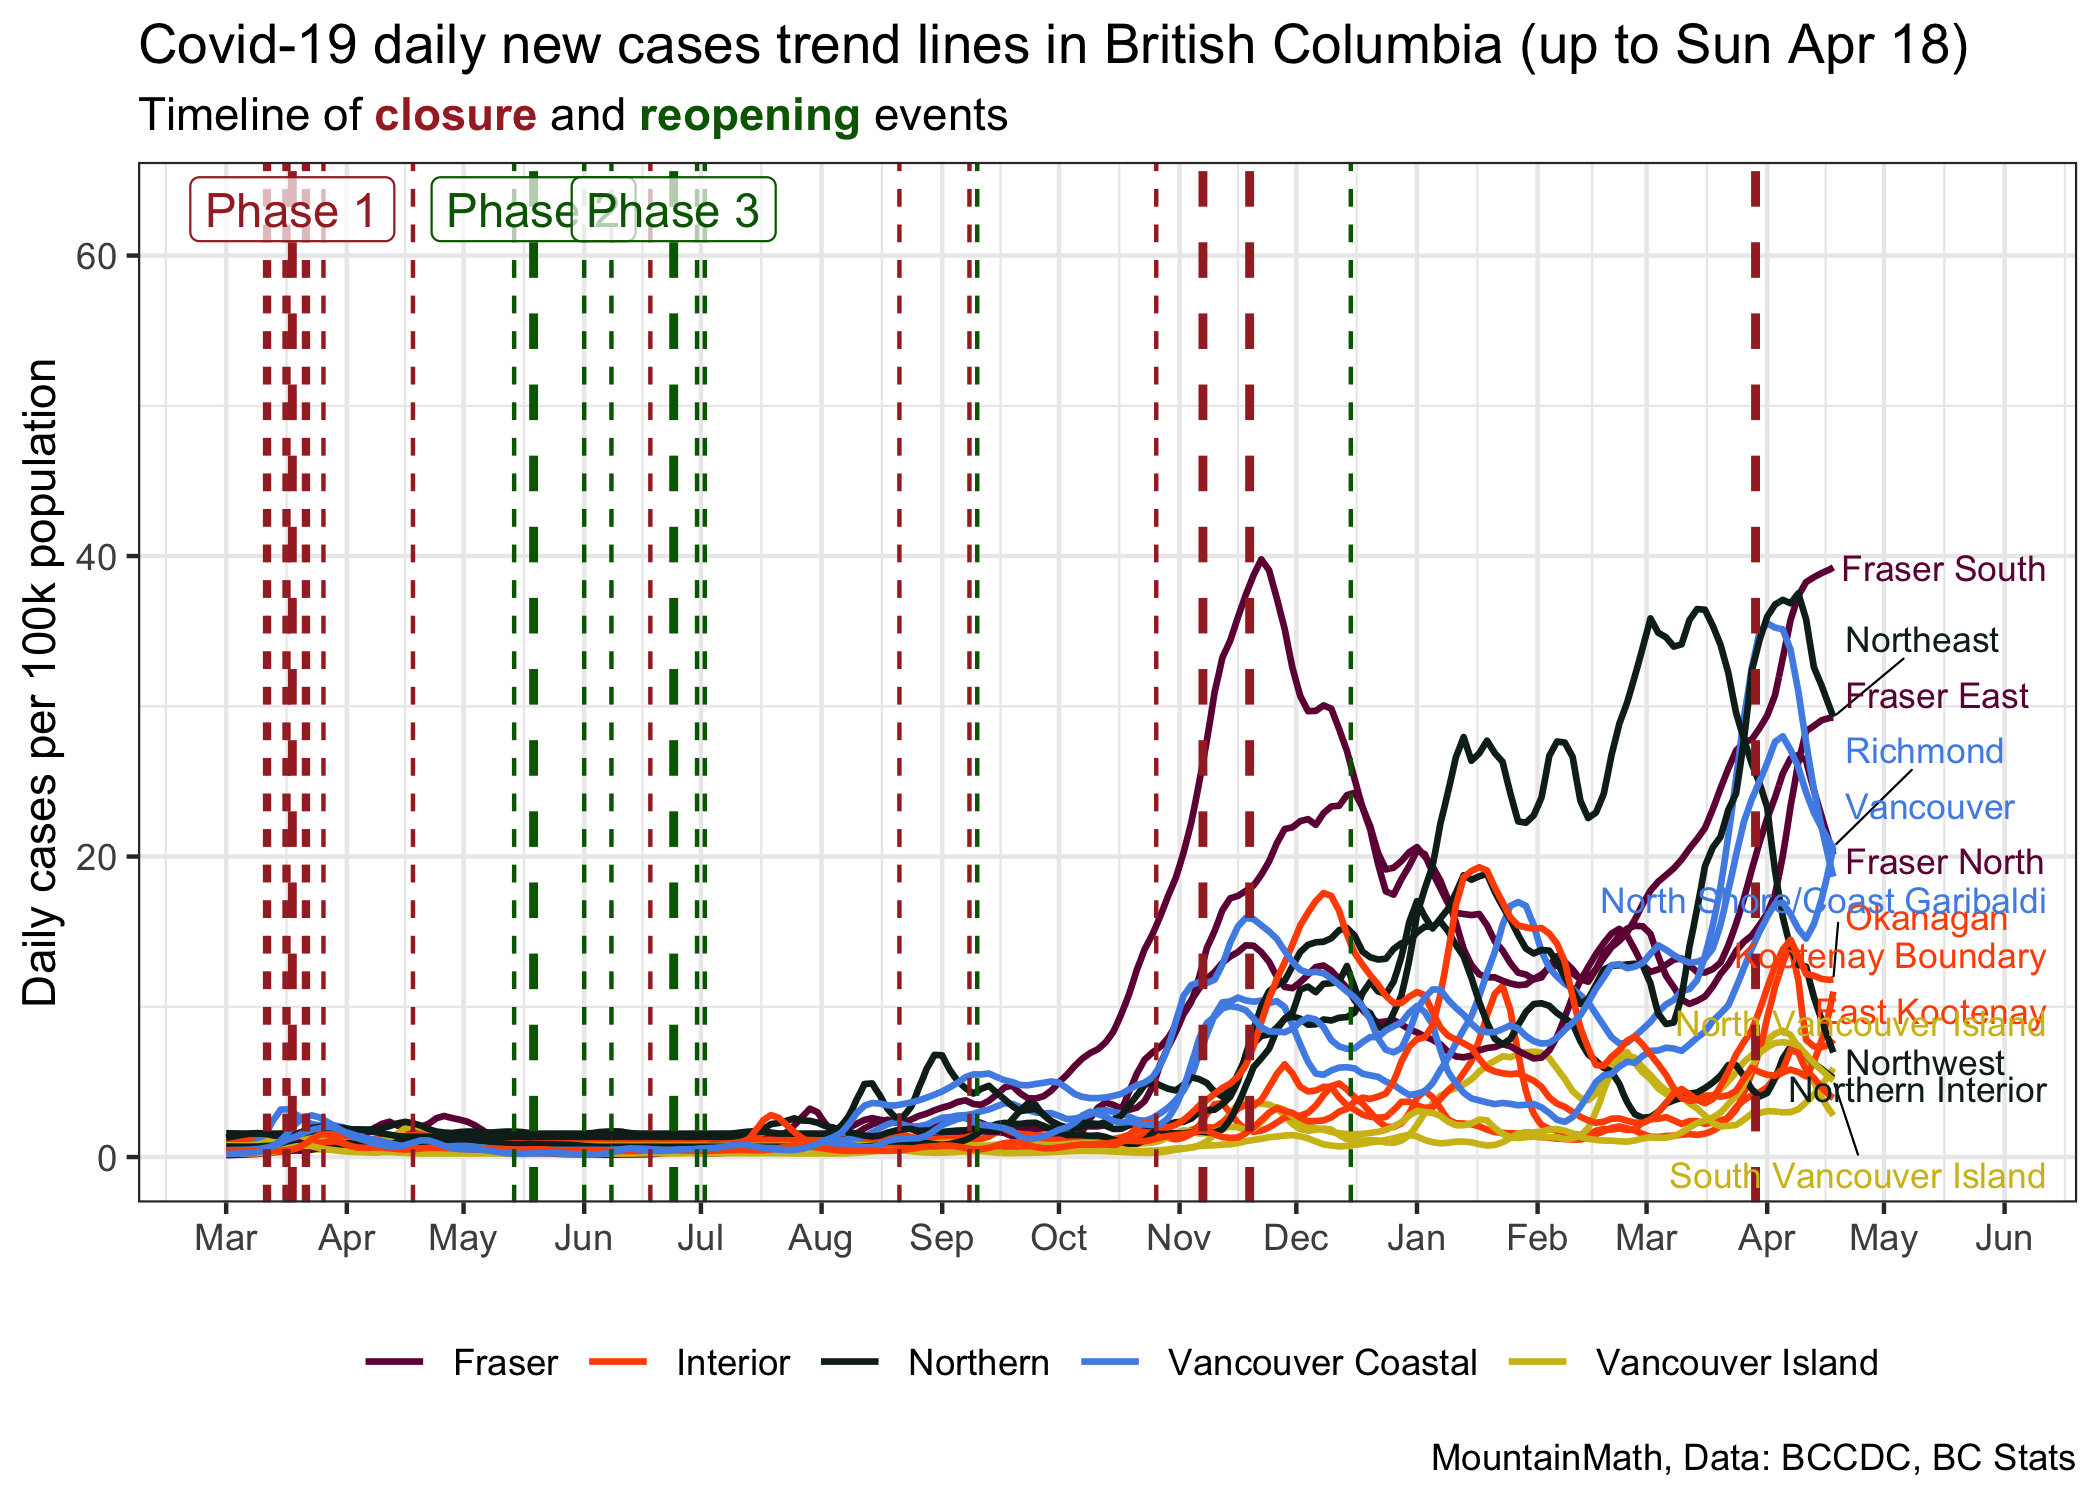 Covid-19 daily new cases trend lines in British Columbia (up to Sun Apr 18)
Timeline of closure and reopening events
Phase 1
Phase 2
Phase 3
Daily cases per 100k population
60
40
20
0
Fraser South
Northeast
Fraser East
Richmond
Vancouver
Fraser North
North Shore/Coast Garibaldi
Okanagan
Kootenay Boundary
East Kootenay
North Vancouver Island
Northwest
Northern Interior
South Vancouver Island
Mar Apr May Jun Jul Aug Sep Oct Nov Dec Jan Feb Mar Apr May Jun
Fraser Interior Northern Vancouver Coastal Vancouver Island
MountainMath, Data: BCCDC, BC Stats